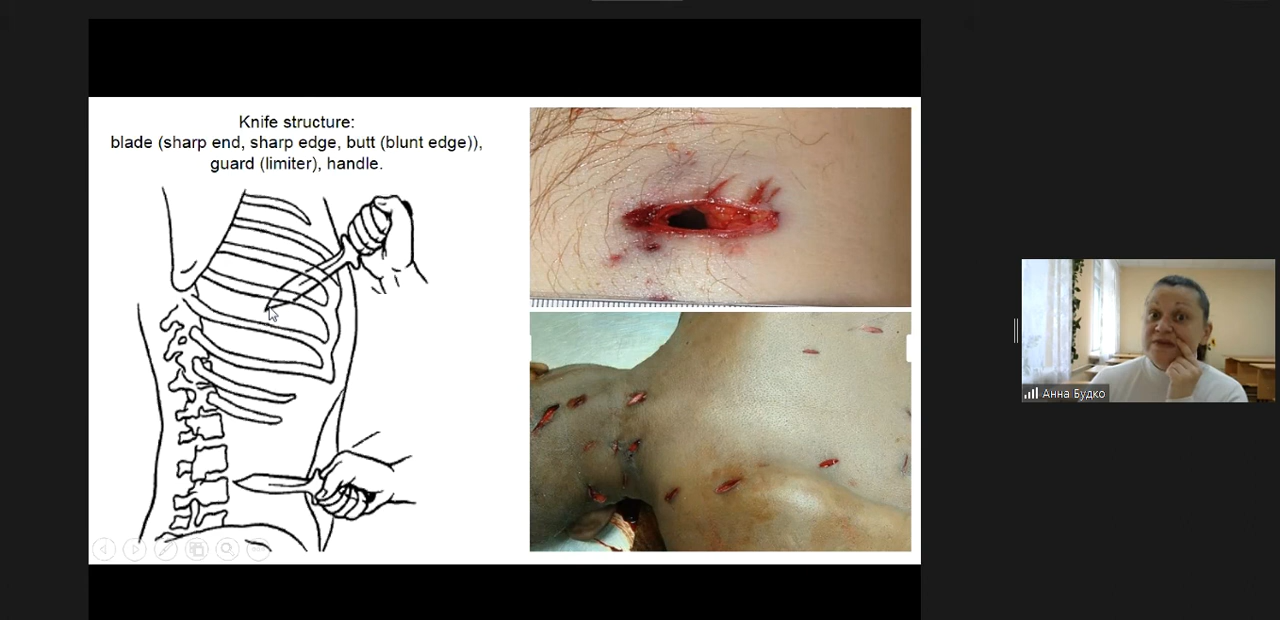 Knife structure:
blade (sharp end, sharp edge, butt (blunt edge)),
guard (limiter), handle.
Анна Будко